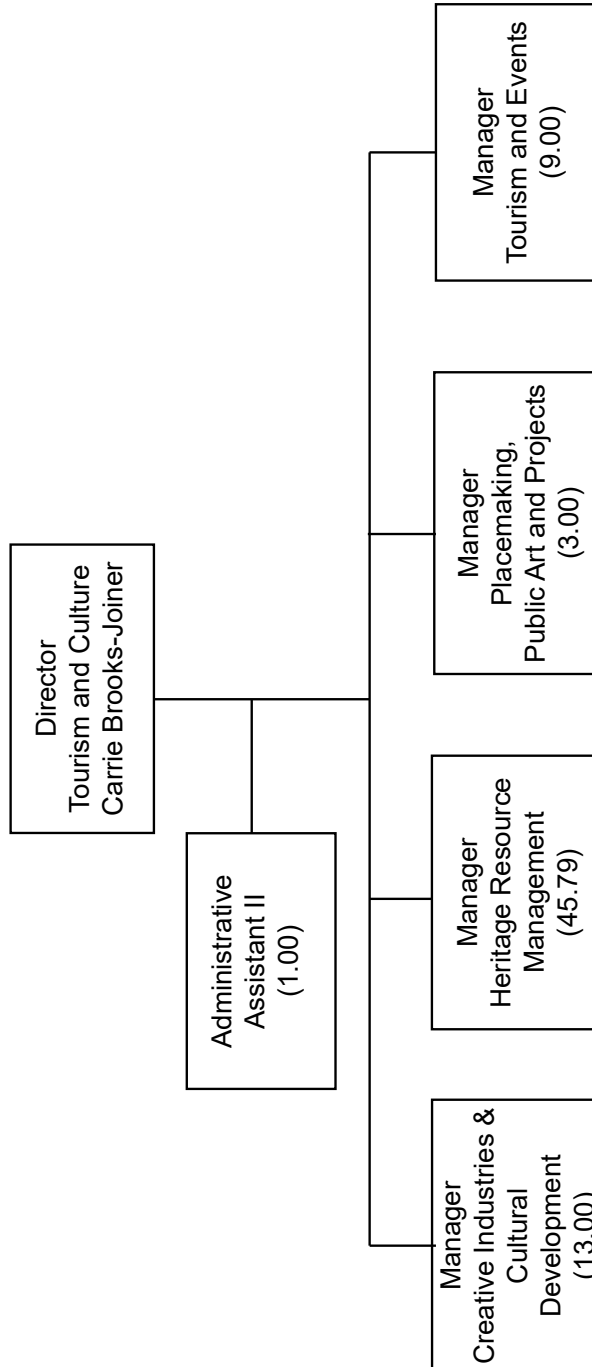 Director
Tourism and Culture
Carrie Brooks-Joiner
Administrative
Assistant II
(1.00)
Manager
Creative Industries &
Cultural
Development
(13.00)
Manager
Heritage Resource
Management
(45.79)
Manager
Placemaking,
Public Art and Projects
(3.00)
Manager
Tourism and Events
(9.00)